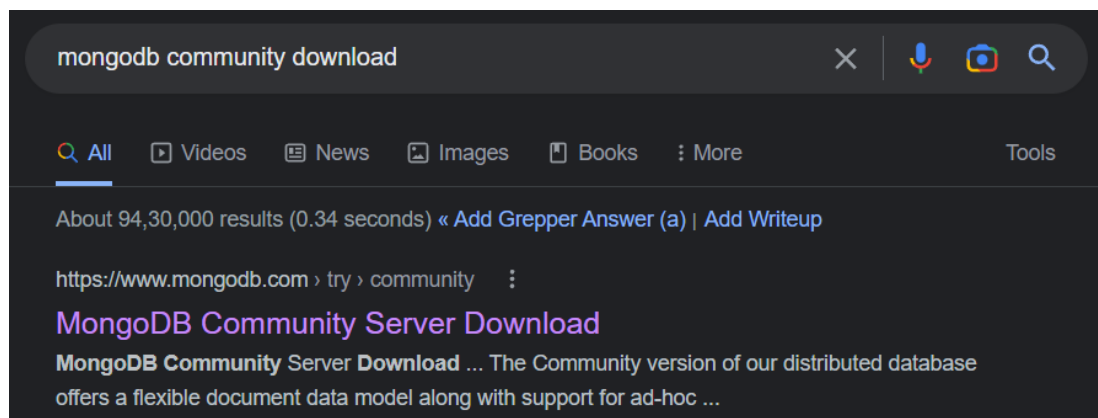 mongodb community download
All Videos News Images Books More Tools
About 94,30,000 results (0.34 seconds) « Add Grepper Answer (a) | Add Writeup
https://www.mongodb.com › try › community
MongoDB Community Server Download
MongoDB Community Server Download ... The Community version of our distributed database
offers a flexible document data model along with support for ad-hoc ...